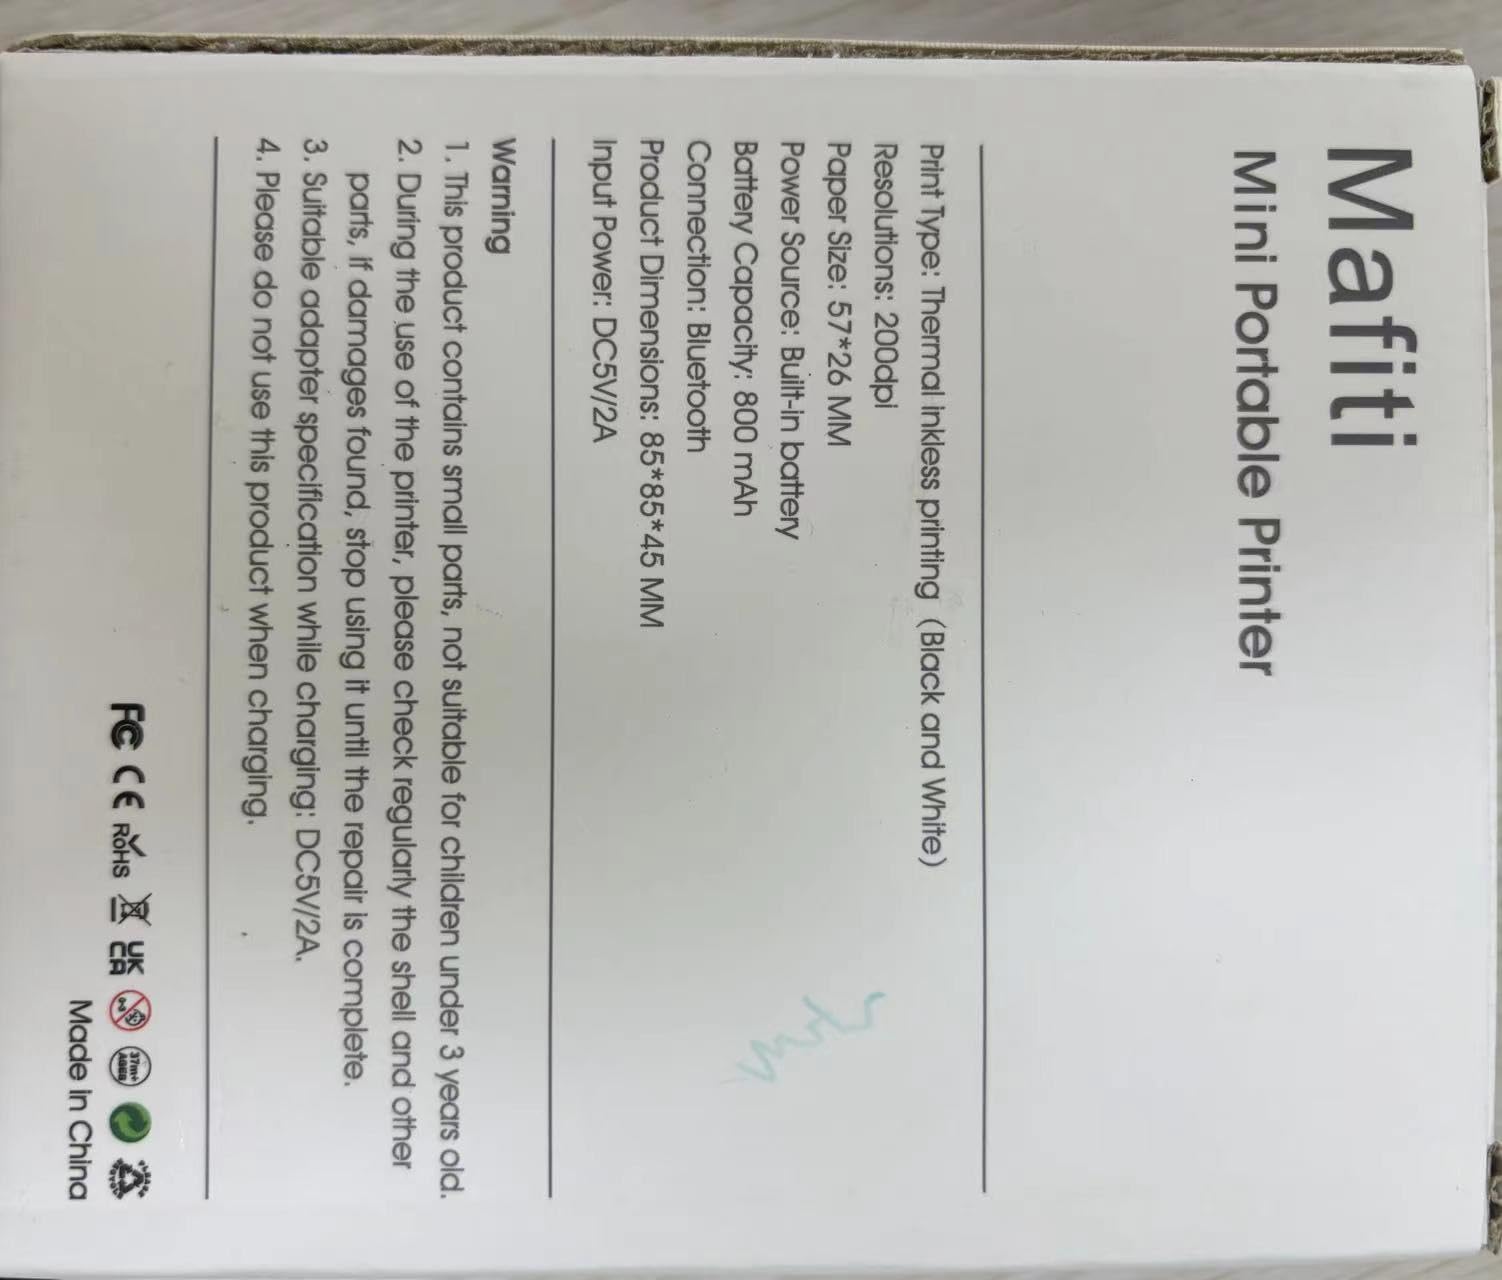 Mafiti
Mini Portable Printer
Print Type: Thermal inkless printing (Black and White)
Resolutions: 200dpi
Paper Size: 57*26 MM
Power Source: Built-in battery
Battery Capacity: 800 mAh
Connection: Bluetooth
Product Dimensions: 85*85*45 MM
Input Power: DC5V/2A
Warning
1. This product contains small parts, not suitable for children under 3 years old.
2. During the use of the printer, please check regularly the shell and other
parts, if damages found, stop using it until the repair is complete.
3. Suitable adapter specification while charging: DC5V/2A.
4. Please do not use this product when charging.
FC CE RoHS UK CA 0-3 37m+ AGES
Made in China